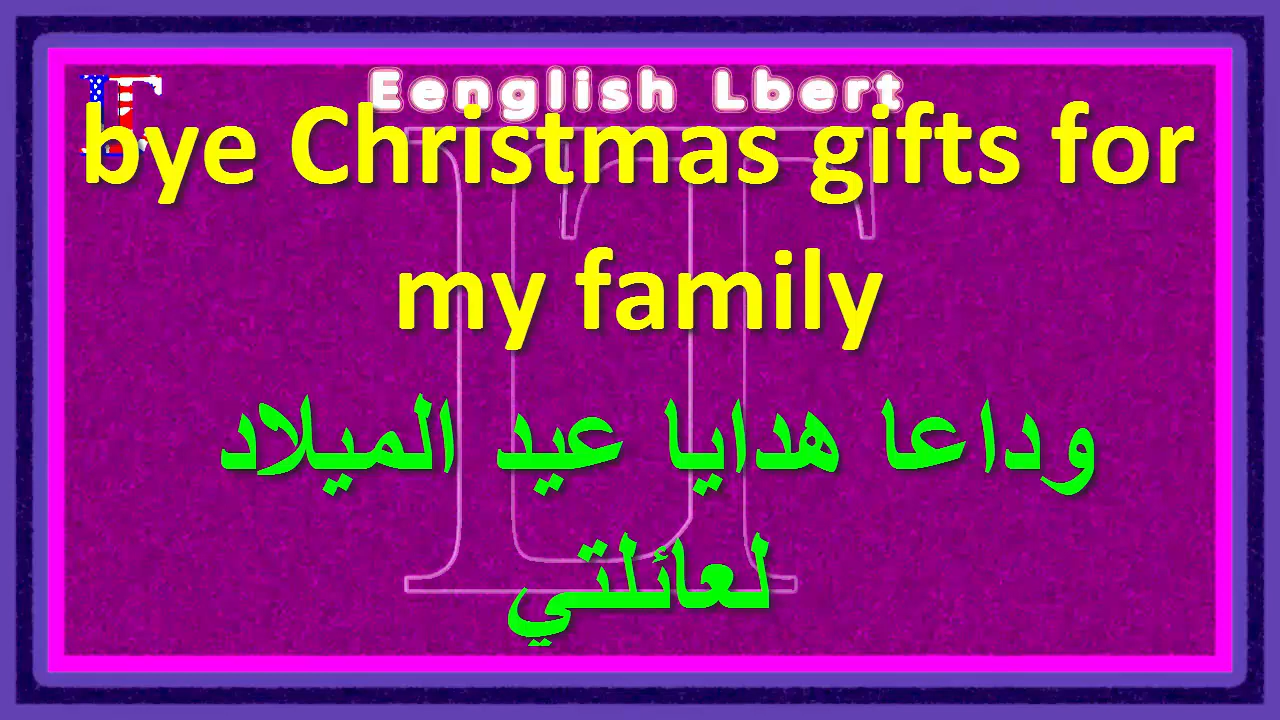 Eenglish Lbert
bye Christmas gifts for
my family
وداعا هدايا عيد الميلاد
لعائلتي